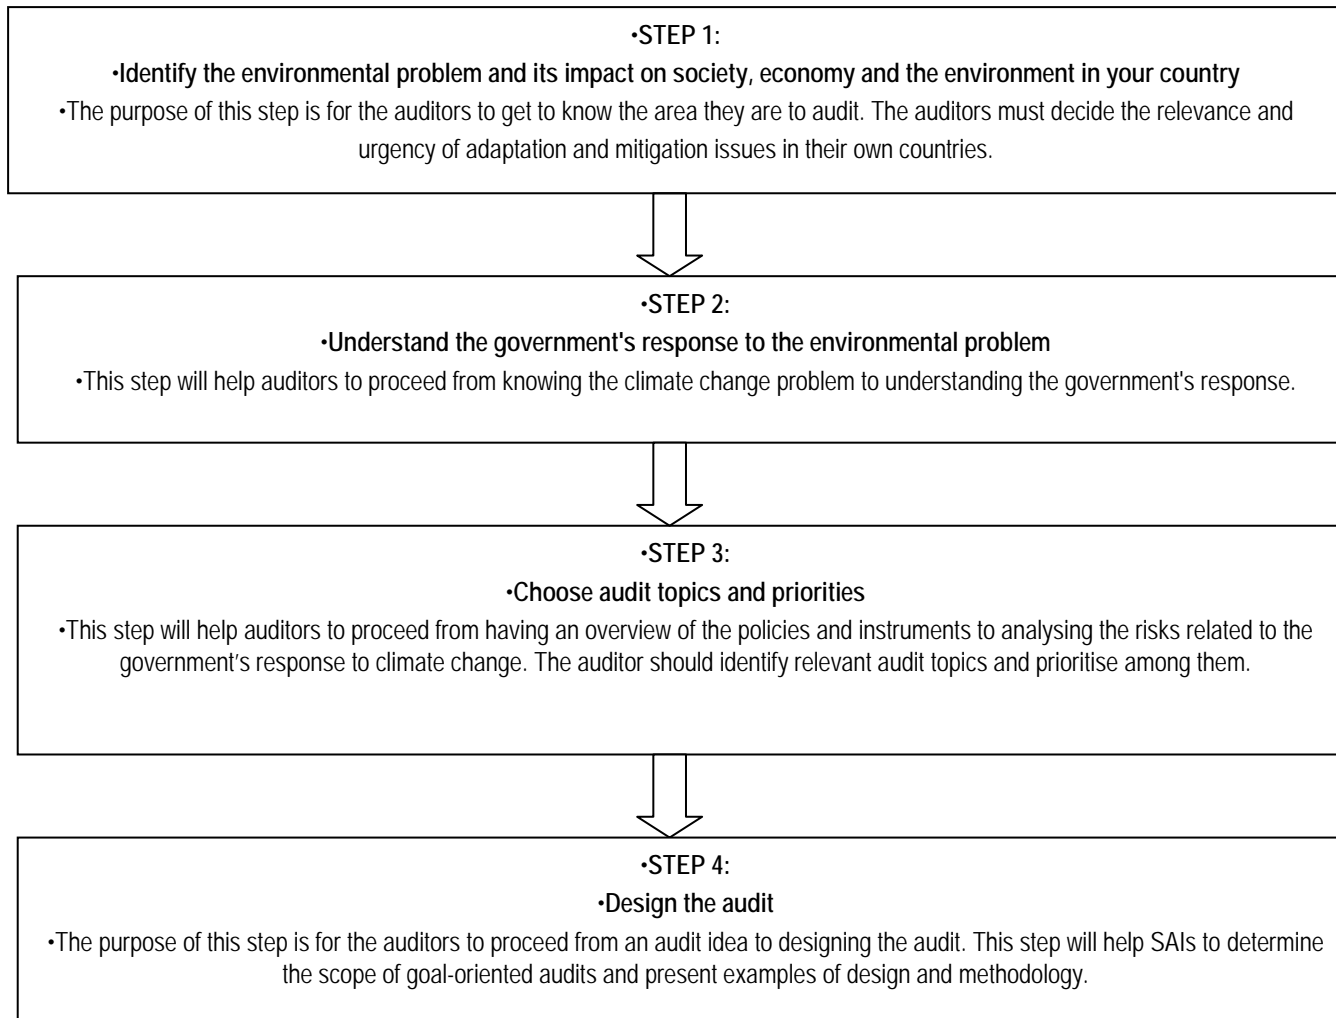 •STEP 1:
•Identify the environmental problem and its impact on society, economy and the environment in your country
•The purpose of this step is for the auditors to get to know the area they are to audit. The auditors must decide the relevance and
urgency of adaptation and mitigation issues in their own countries.
•STEP 2:
•Understand the government's response to the environmental problem
•This step will help auditors to proceed from knowing the climate change problem to understanding the government's response.
•STEP 3:
•Choose audit topics and priorities
•This step will help auditors to proceed from having an overview of the policies and instruments to analysing the risks related to the
government’s response to climate change. The auditor should identify relevant audit topics and prioritise among them.
•STEP 4:
•Design the audit
•The purpose of this step is for the auditors to proceed from an audit idea to designing the audit. This step will help SAIs to determine
the scope of goal-oriented audits and present examples of design and methodology.